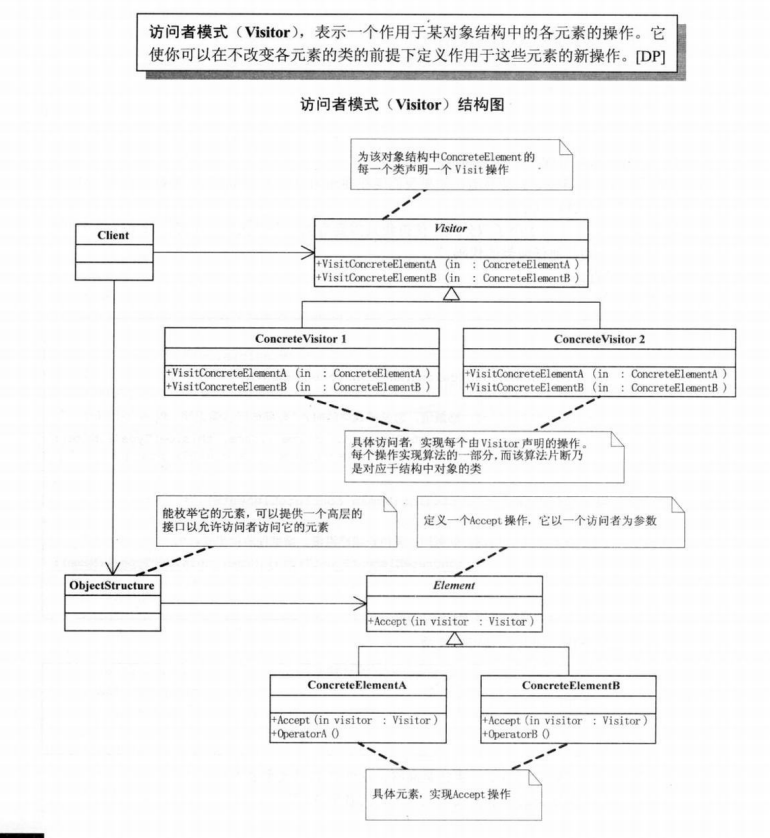 访问者模式（Visitor），表示一个作用于某对象结构中的各元素的操作。它
使你可以在不改变各元素的类的前提下定义作用于这些元素的新操作。[DP]
访问者模式（Visitor）结构图
为该对象结构中ConcreteElement的
每一个类声明一个 Visit 操作
Client
Visitor
+VisitConcreteElementA (in : ConcreteElementA )
+VisitConcreteElementB (in : ConcreteElementB )
ConcreteVisitor 1
+VisitConcreteElementA (in : ConcreteElementA )
+VisitConcreteElementB (in : ConcreteElementB )
ConcreteVisitor 2
+VisitConcreteElementA (in : ConcreteElementA )
+VisitConcreteElementB (in : ConcreteElementB )
具体访问者，实现每个由Visitor声明的操作。
每个操作实现算法的一部分,而该算法片断乃
是对应于结构中对象的类
能枚举它的元素，可以提供一个高层的
接口以允许访问者访问它的元素
定义一个Accept 操作，它以一个访问者为参数
ObjectStructure
Element
+Accept(in visitor : Visitor)
ConcreteElementA
+Accept(in visitor : Visitor)
+OperatorA()
ConcreteElementB
+Accept(in visitor : Visitor)
+OperatorB()
具体元素，实现Accept 操作